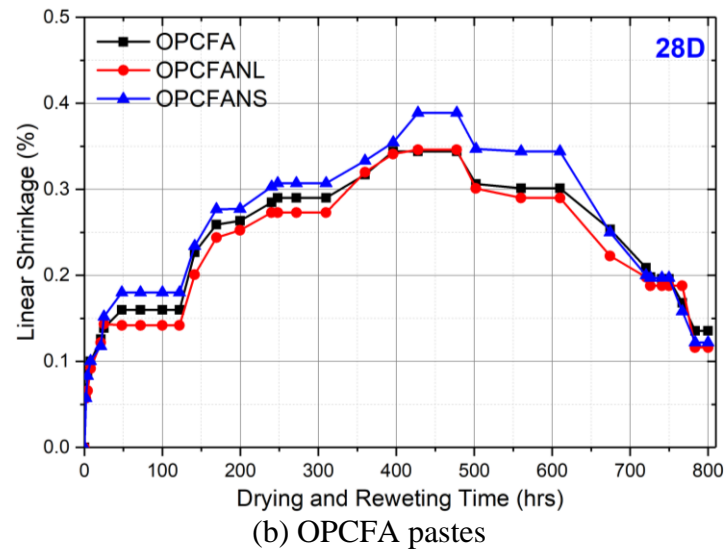 0.5
0.4
0.3
0.2
0.1
0.0
Linear Shrinkage (%)
OPCFA
OPCFANL
OPCFANS
28D
0 100 200 300 400 500 600 700 800
Drying and Reweting Time (hrs)
(b) OPCFA pastes